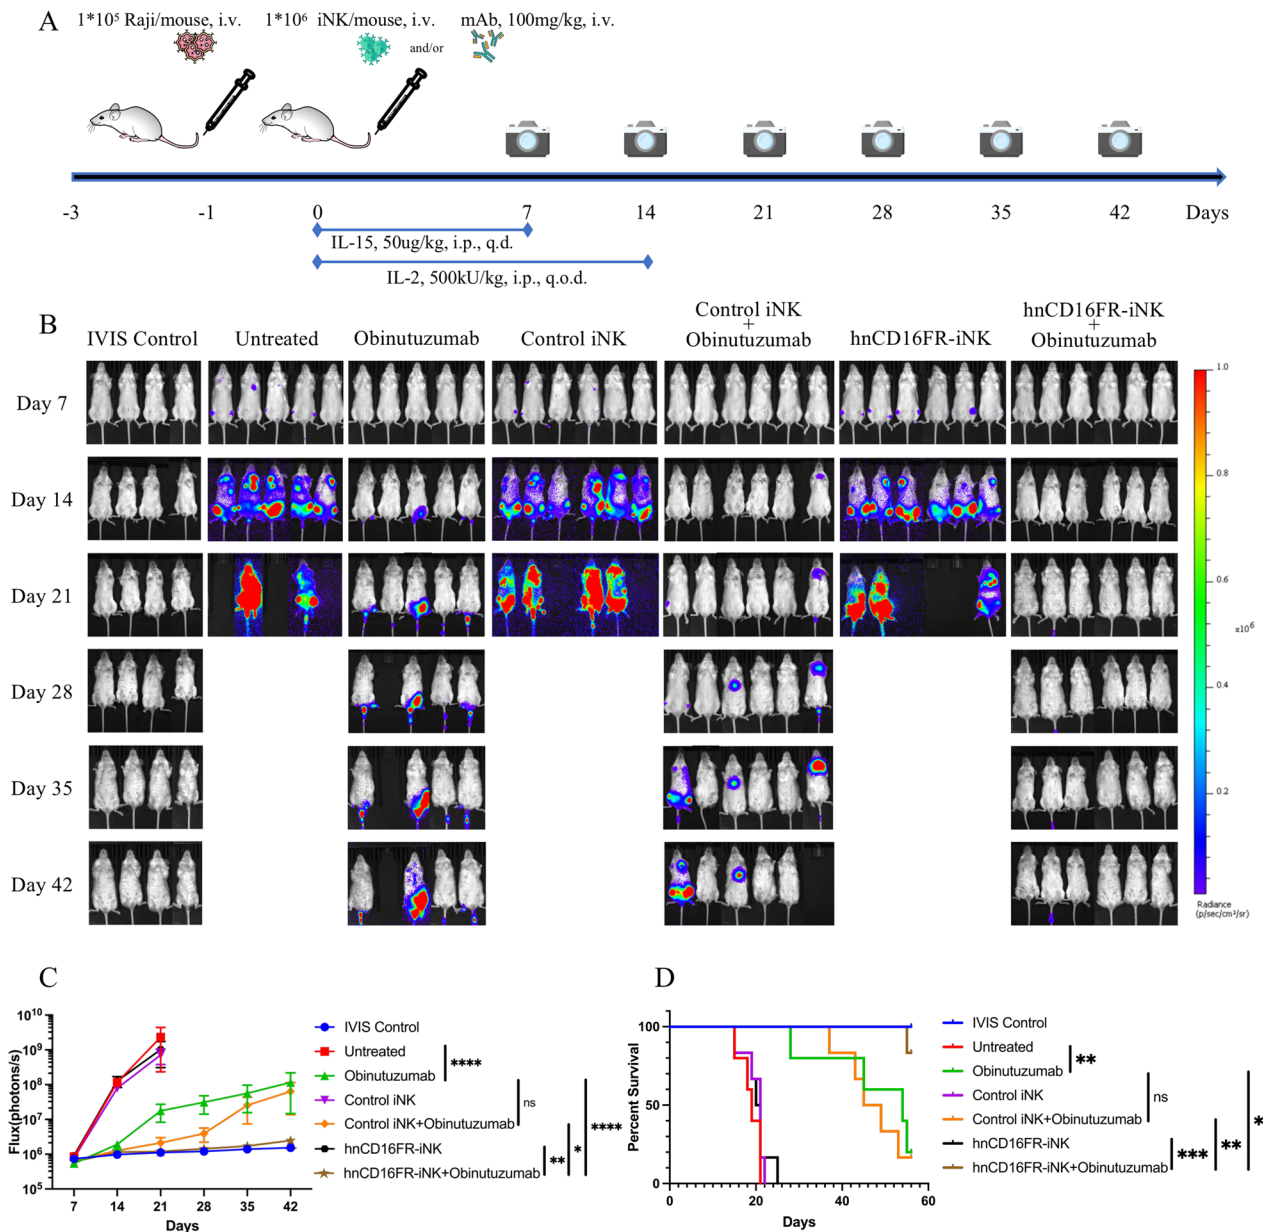 A
1*10⁵ Raji/mouse, i.v. 1*10⁶ iNK/mouse, i.v. mAb, 100mg/kg, i.v.
and/or
-3 -1 0 7 14 21 28 35 42 Days
IL-15, 50ug/kg, i.p., q.d.
IL-2, 500kU/kg, i.p., q.o.d.
B
IVIS Control
Untreated
Obinutuzumab
Control iNK
Control iNK
+
Obinutuzumab
hnCD16FR-iNK
hnCD16FR-iNK
+
Obinutuzumab
Day 7
Day 14
Day 21
Day 28
Day 35
Day 42
1.0
0.8
0.6
x10⁶
0.4
0.2
Radiance
(p/sec/cm²/sr)
C
Flux(photons/s)
10¹⁰
10⁹
10⁸
10⁷
10⁶
10⁵
7 14 21 28 35 42
Days
IVIS Control
Untreated
Obinutuzumab
Control iNK
Control iNK+Obinutuzumab
hnCD16FR-iNK
hnCD16FR-iNK+Obinutuzumab
****
ns
**
*
****
D
Percent Survival
100
50
0
0 20 40 60
Days
IVIS Control
Untreated
Obinutuzumab
Control iNK
Control iNK+Obinutuzumab
hnCD16FR-iNK
hnCD16FR-iNK+Obinutuzumab
**
ns
***
**
*